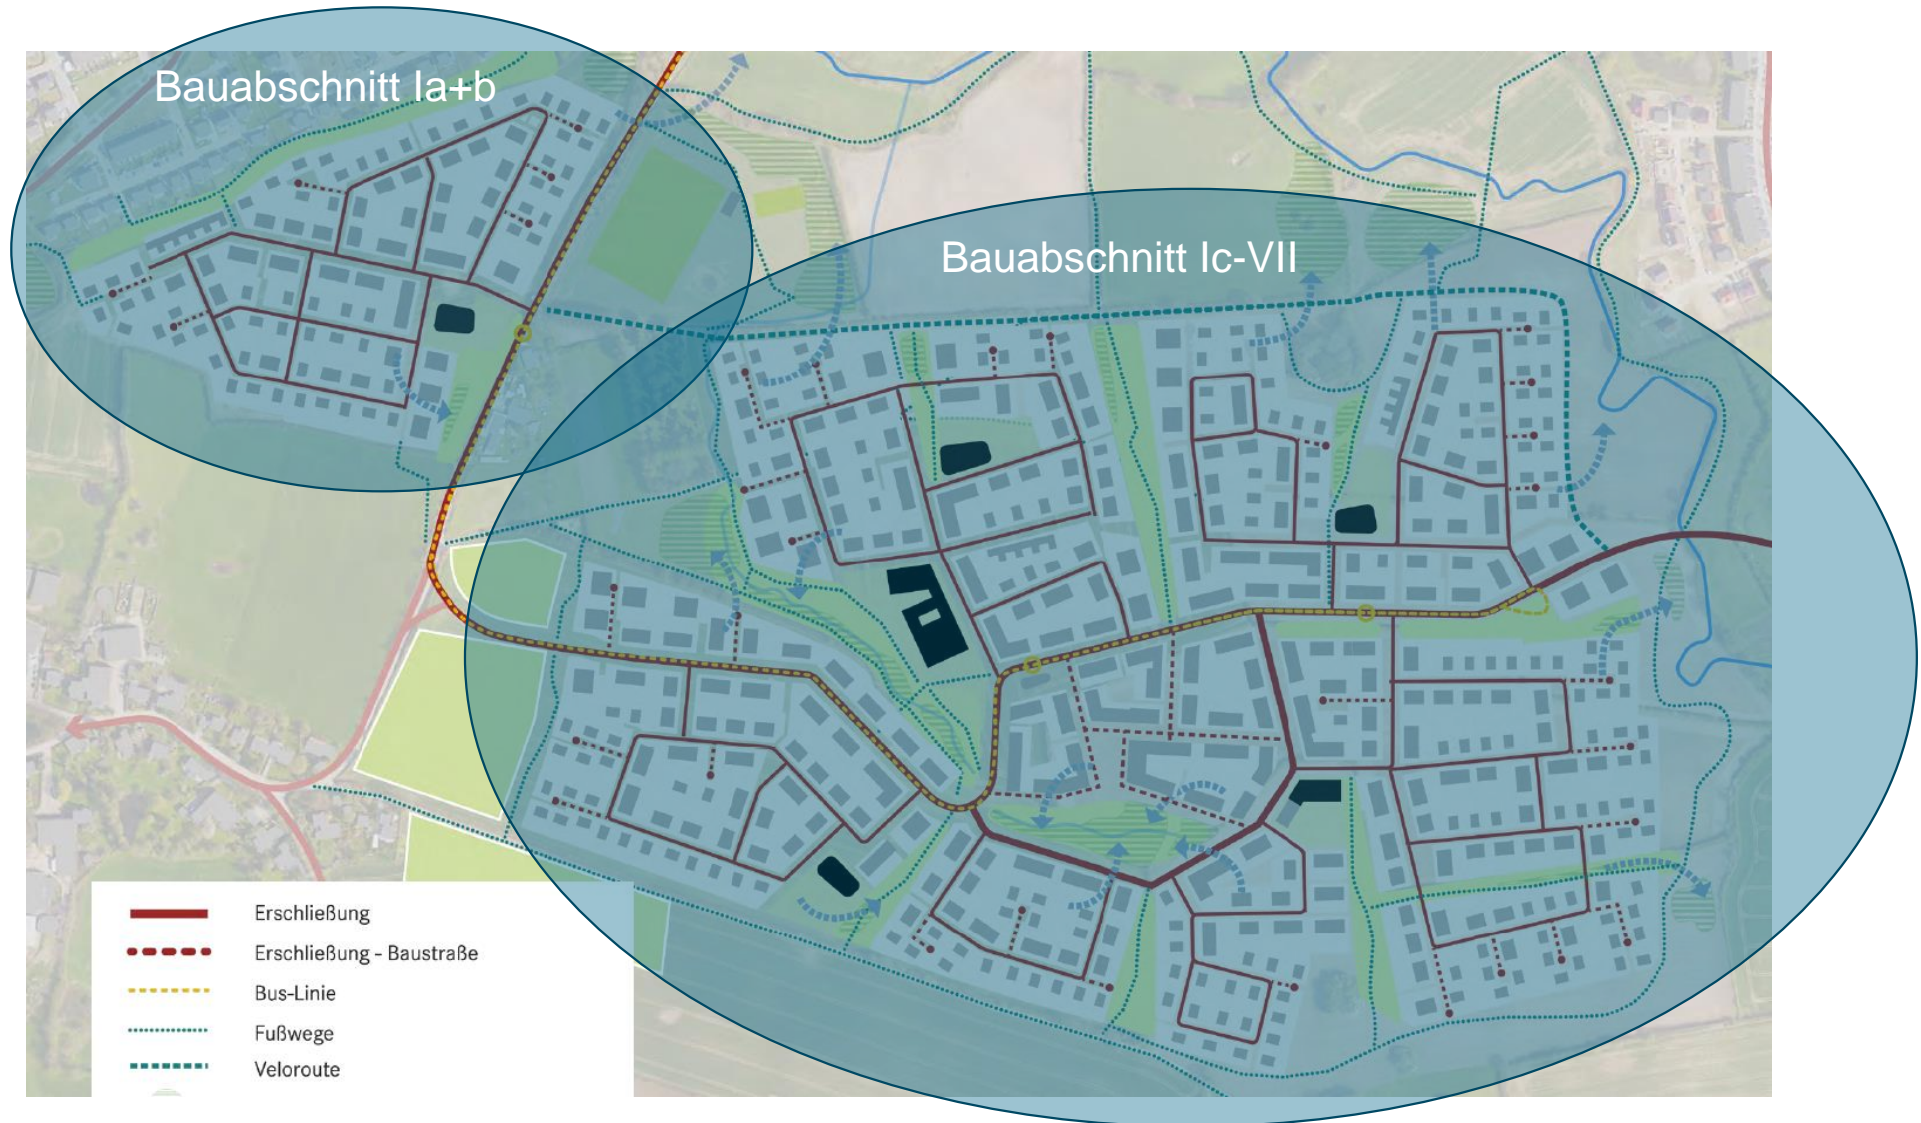 Bauabschnitt Ia+b
Bauabschnitt Ic-VII
Erschließung
Erschließung - Baustraße
Bus-Linie
Fußwege
Veloroute